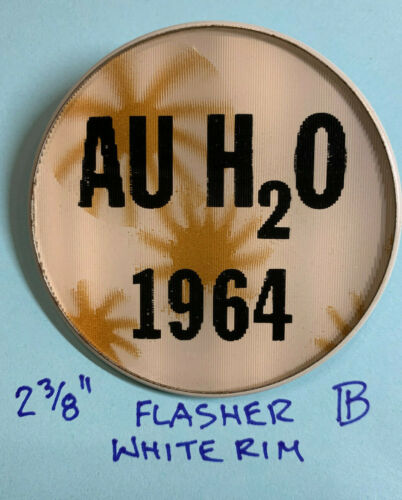 AU H₂O
1964
2 3/8" FLASHER B
WHITE RIM